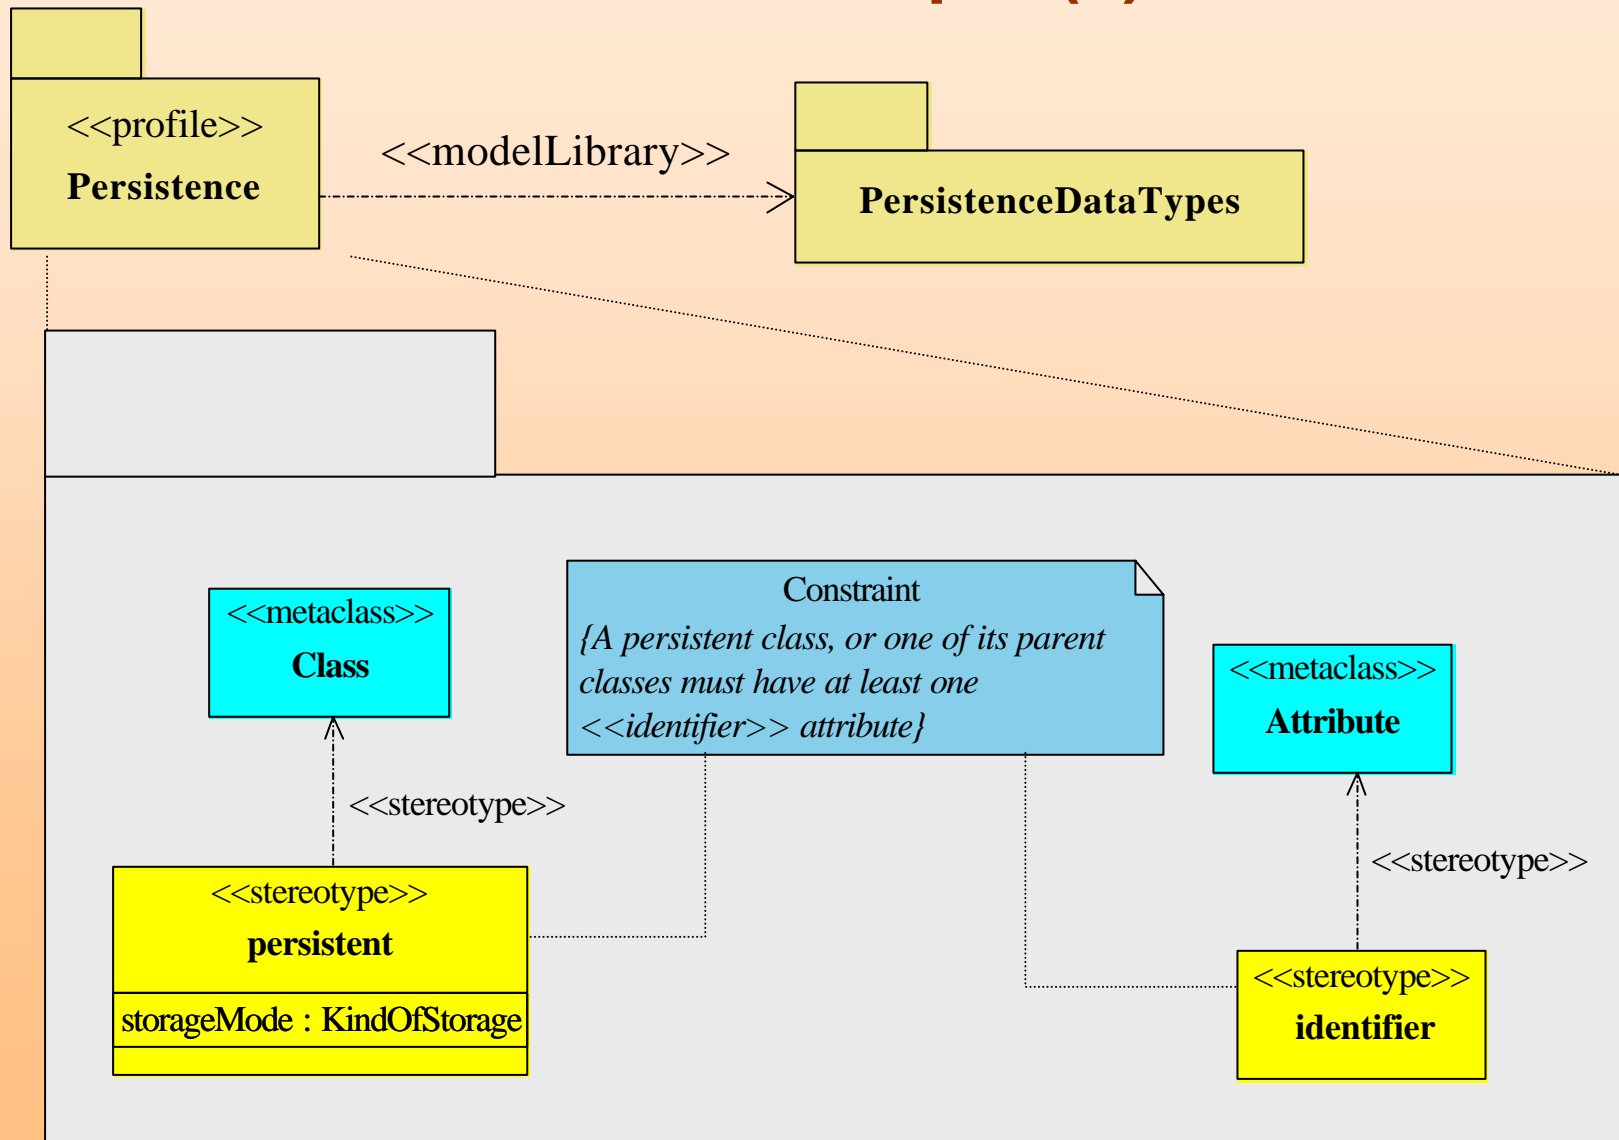 <<profile>>
Persistence
<<modelLibrary>>
PersistenceDataTypes
<<metaclass>>
Class
<<stereotype>>
<<stereotype>>
persistent
storageMode : KindOfStorage
Constraint
{A persistent class, or one of its parent
classes must have at least one
<<identifier>> attribute}
<<metaclass>>
Attribute
<<stereotype>>
<<stereotype>>
identifier